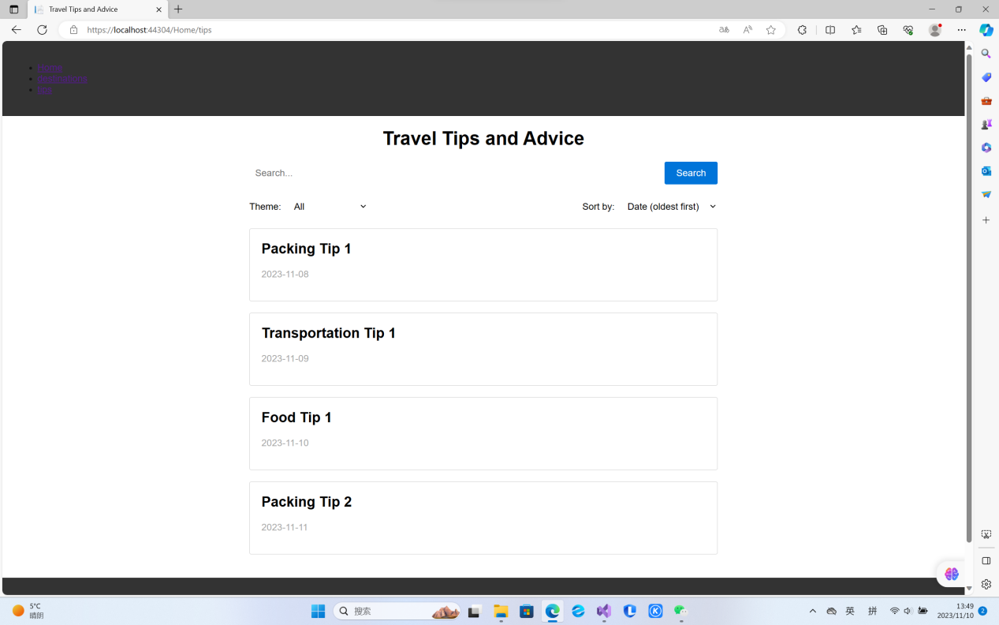 Travel Tips and Advice
https://localhost:44304/Home/tips
Home
Destinations
Tips
Travel Tips and Advice
Search...
Search
Theme: All
Sort by: Date (oldest first)
Packing Tip 1
2023-11-08
Transportation Tip 1
2023-11-09
Food Tip 1
2023-11-10
Packing Tip 2
2023-11-11
5°C
晴朗
搜索
英
拼
13:49
2023/11/10
2